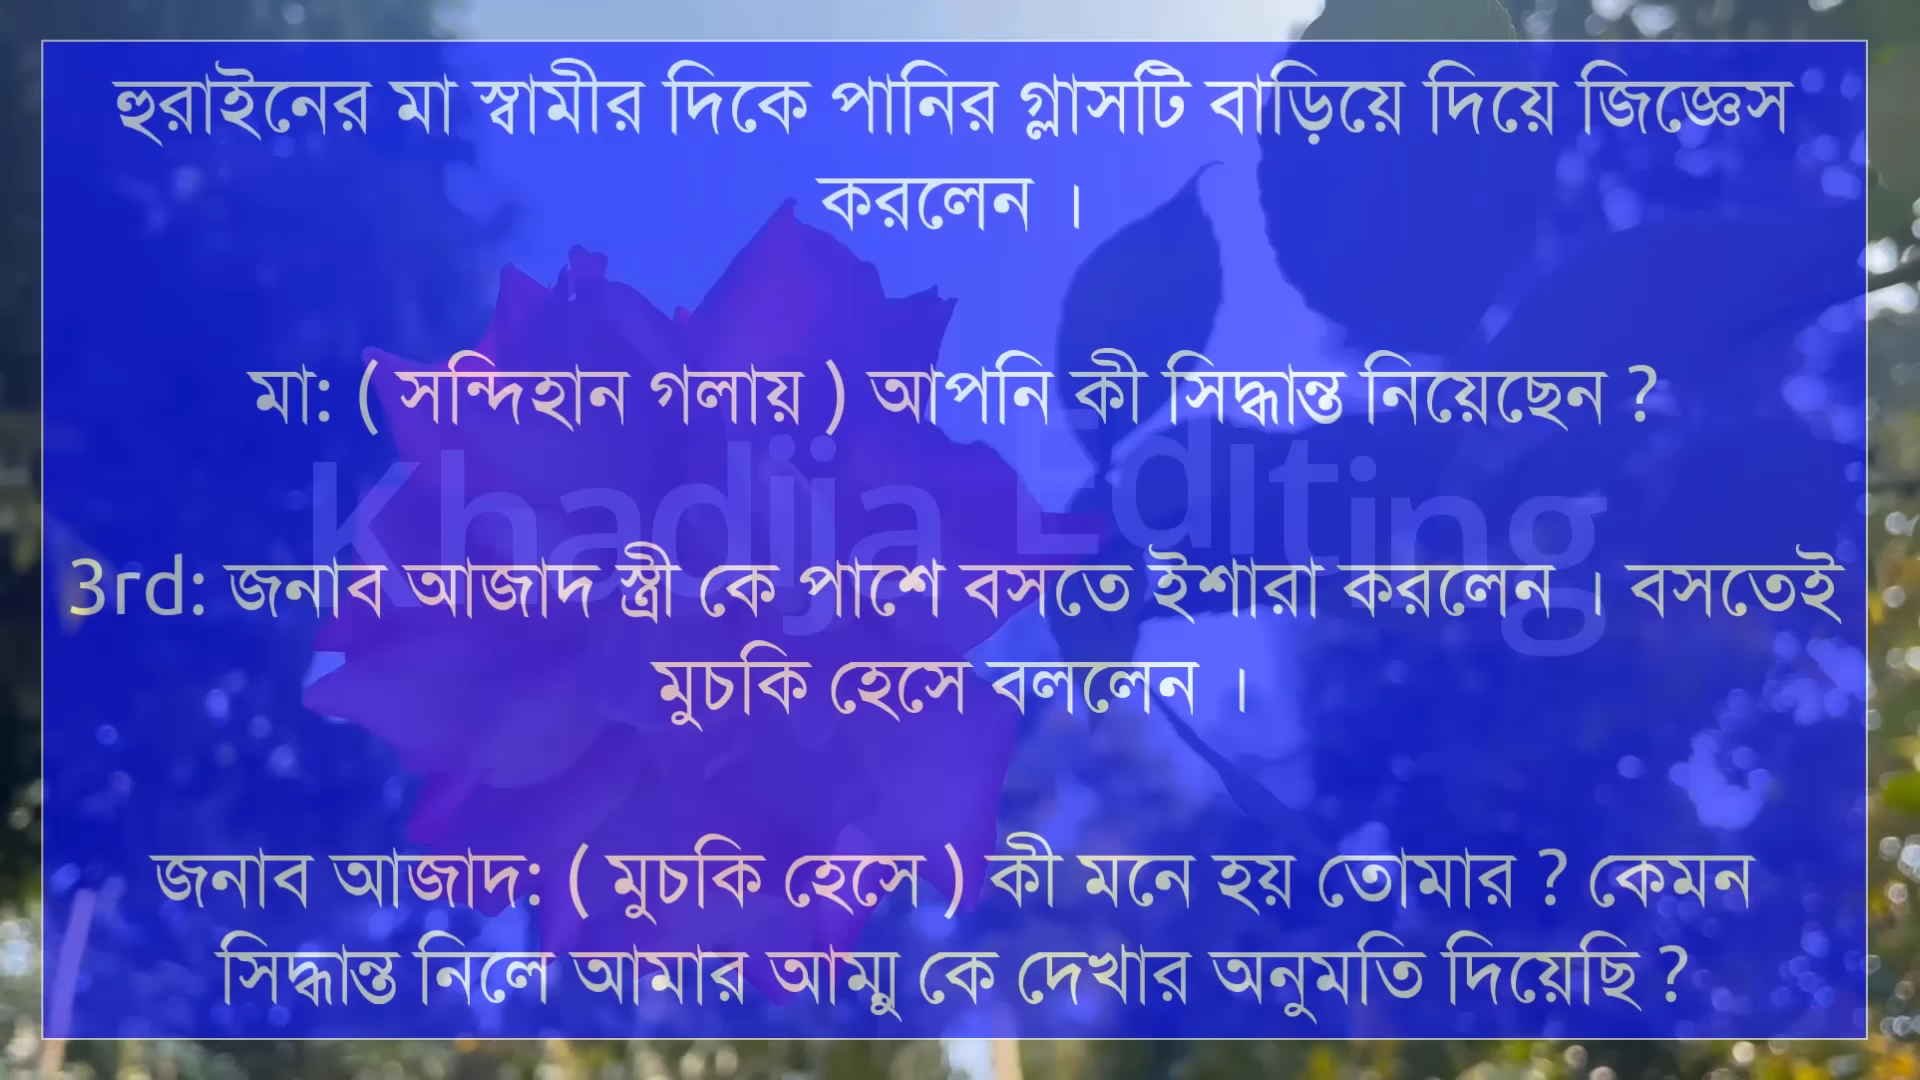 হুরাইনের মা স্বামীর দিকে পানির গ্লাসটি বাড়িয়ে দিয়ে জিজ্ঞেস
করলেন ।
মা: ( সন্দিহান গলায় ) আপনি কী সিদ্ধান্ত নিয়েছেন ?
Khadija Editing
3rd: জনাব আজাদ স্ত্রী কে পাশে বসতে ইশারা করলেন । বসতেই
মুচকি হেসে বললেন ।
জনাব আজাদ: ( মুচকি হেসে ) কী মনে হয় তোমার ? কেমন
সিদ্ধান্ত নিলে আমার আম্মু কে দেখার অনুমতি দিয়েছি ?